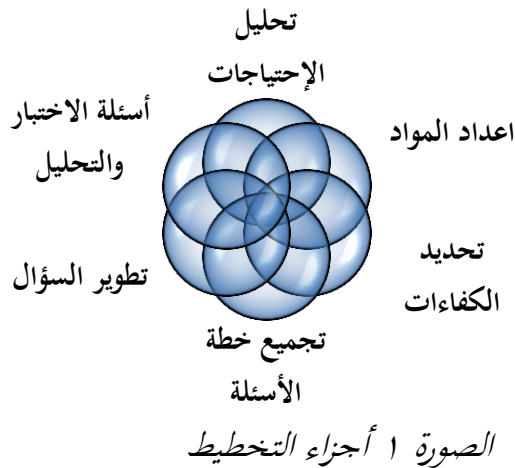 تحليل
الإحتياجات
اعداد المواد
تحديد
الكفاءات
تجميع خطة
الأسئلة
تطوير السؤال
أسئلة الاختبار
والتحليل
الصورة ١ أجزاء التخطيط